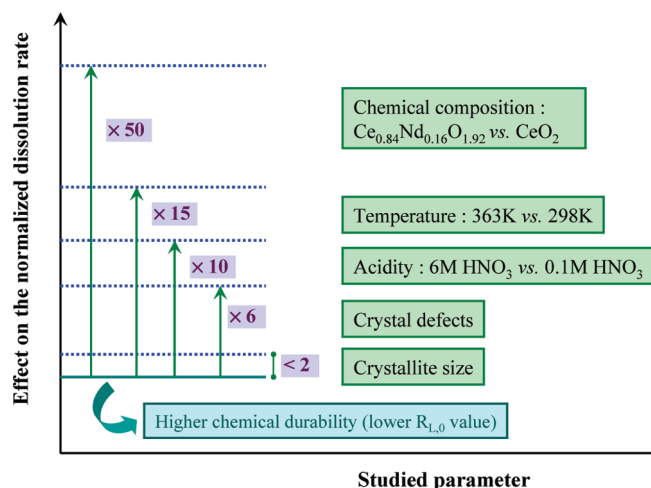 Effect on the normalized dissolution rate
× 50
Chemical composition :
Ce0.84Nd0.16O1.92 vs. CeO2
× 15
Temperature : 363K vs. 298K
× 10
Acidity : 6M HNO3 vs. 0.1M HNO3
× 6
Crystal defects
< 2
Crystallite size
Higher chemical durability (lower RL,0 value)
Studied parameter